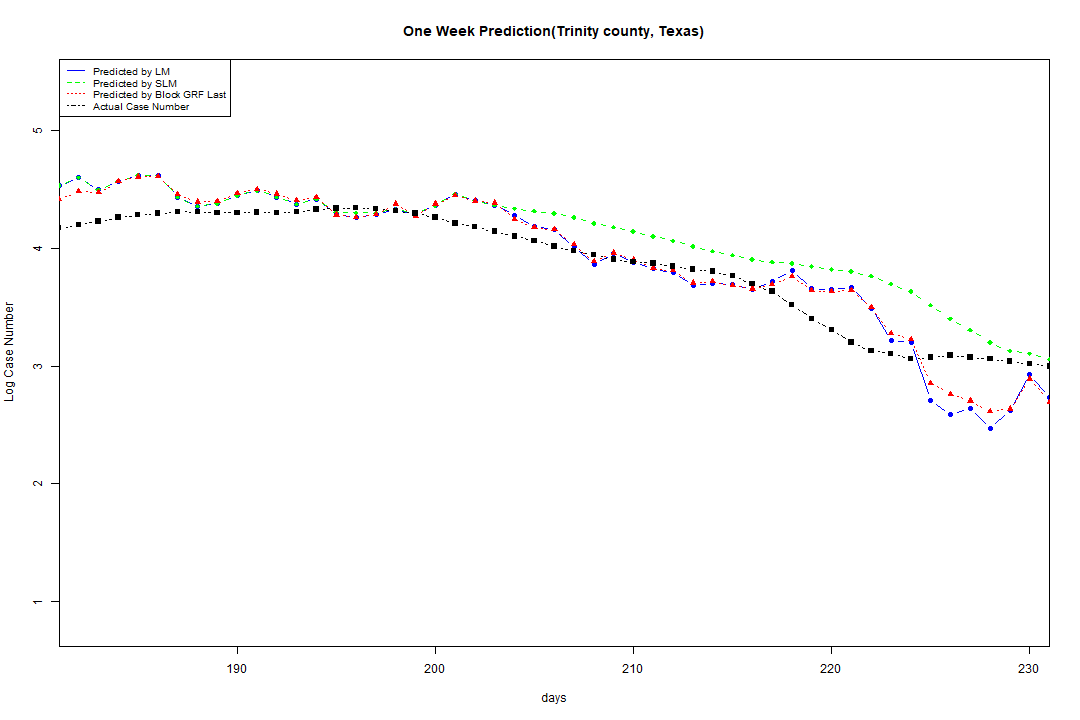 One Week Prediction(Trinity county, Texas)
Predicted by LM
Predicted by SLM
Predicted by Block GRF Last
Actual Case Number
5
4
3
2
1
Log Case Number
190 200 210 220 230
days